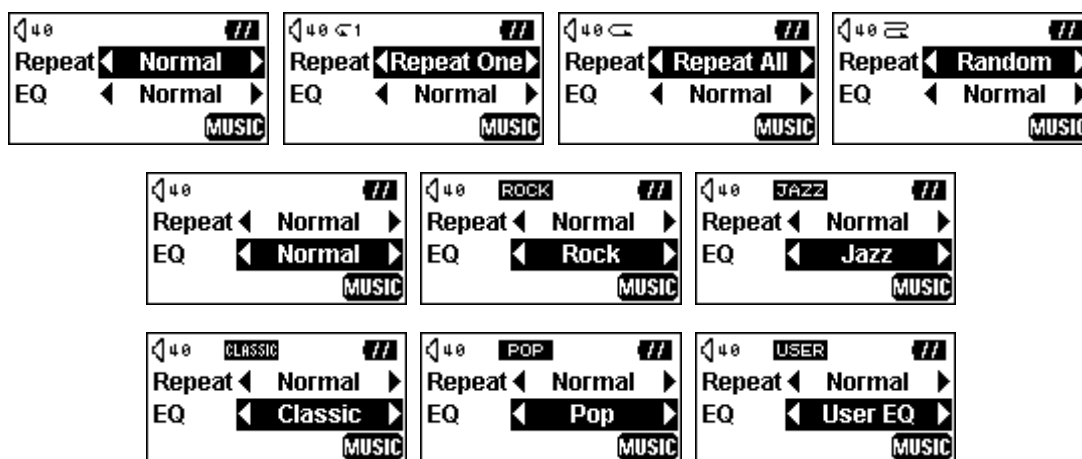 40
Repeat Normal
EQ Normal
MUSIC
40 1
Repeat Repeat One
EQ Normal
MUSIC
40
Repeat Repeat All
EQ Normal
MUSIC
40
Repeat Random
EQ Normal
MUSIC
40
Repeat Normal
EQ Normal
MUSIC
40 ROCK
Repeat Normal
EQ Rock
MUSIC
40 JAZZ
Repeat Normal
EQ Jazz
MUSIC
40 CLASSIC
Repeat Normal
EQ Classic
MUSIC
40 POP
Repeat Normal
EQ Pop
MUSIC
40 USER
Repeat Normal
EQ User EQ
MUSIC